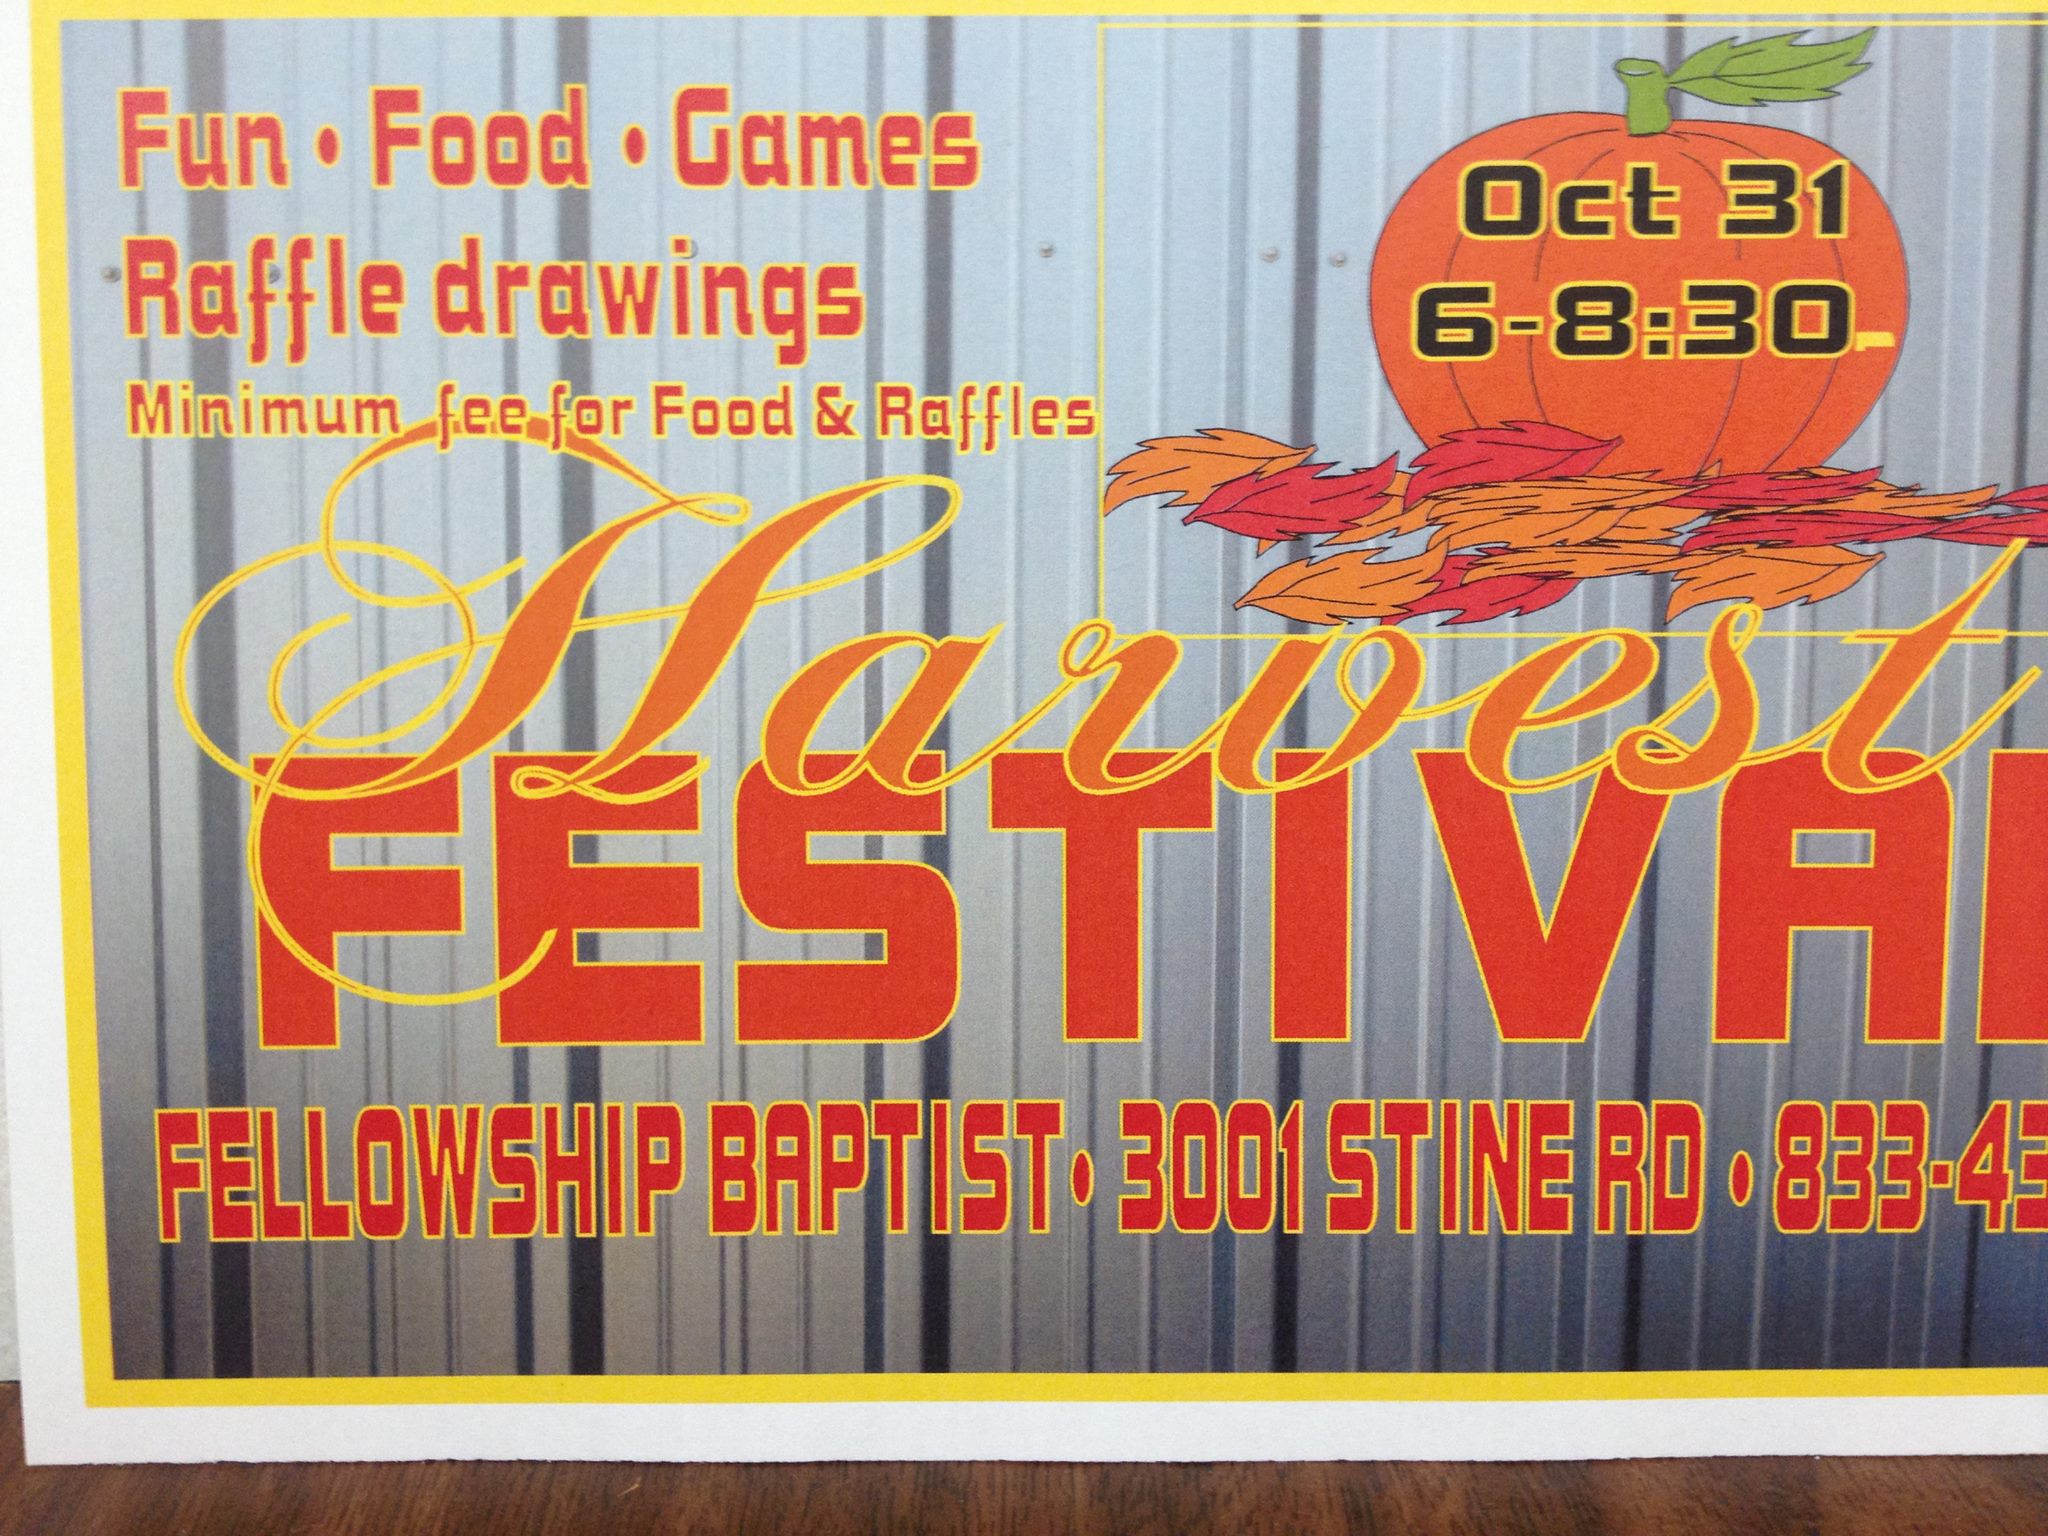 Fun • Food • Games
Raffle drawings
Minimum fee for Food & Raffles
Oct 31
6-8:30
Harvest
FESTIVAL
FELLOWSHIP BAPTIST • 3001 STINE RD • 833-43